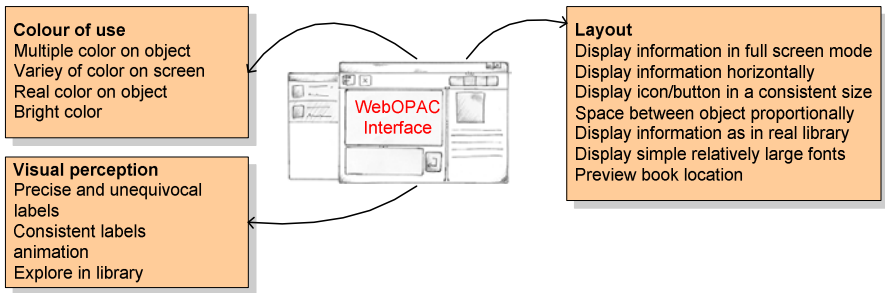 Colour of use
Multiple color on object
Variey of color on screen
Real color on object
Bright color
Visual perception
Precise and unequivocal
labels
Consistent labels
animation
Explore in library
WebOPAC
Interface
Layout
Display information in full screen mode
Display information horizontally
Display icon/button in a consistent size
Space between object proportionally
Display information as in real library
Display simple relatively large fonts
Preview book location